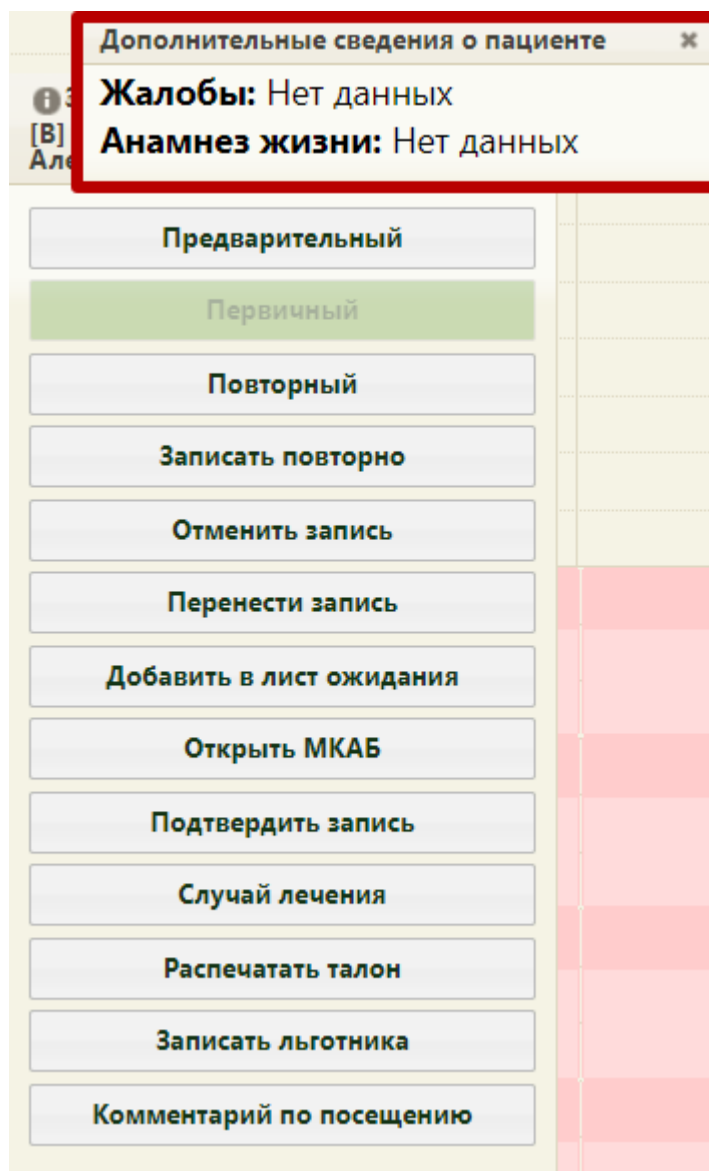 Дополнительные сведения о пациенте
Жалобы: Нет данных
[В]
Анамнез жизни: Нет данных
Предварительный
Первичный
Повторный
Записать повторно
Отменить запись
Перенести запись
Добавить в лист ожидания
Открыть МКАБ
Подтвердить запись
Случай лечения
Распечатать талон
Записать льготника
Комментарий по посещению